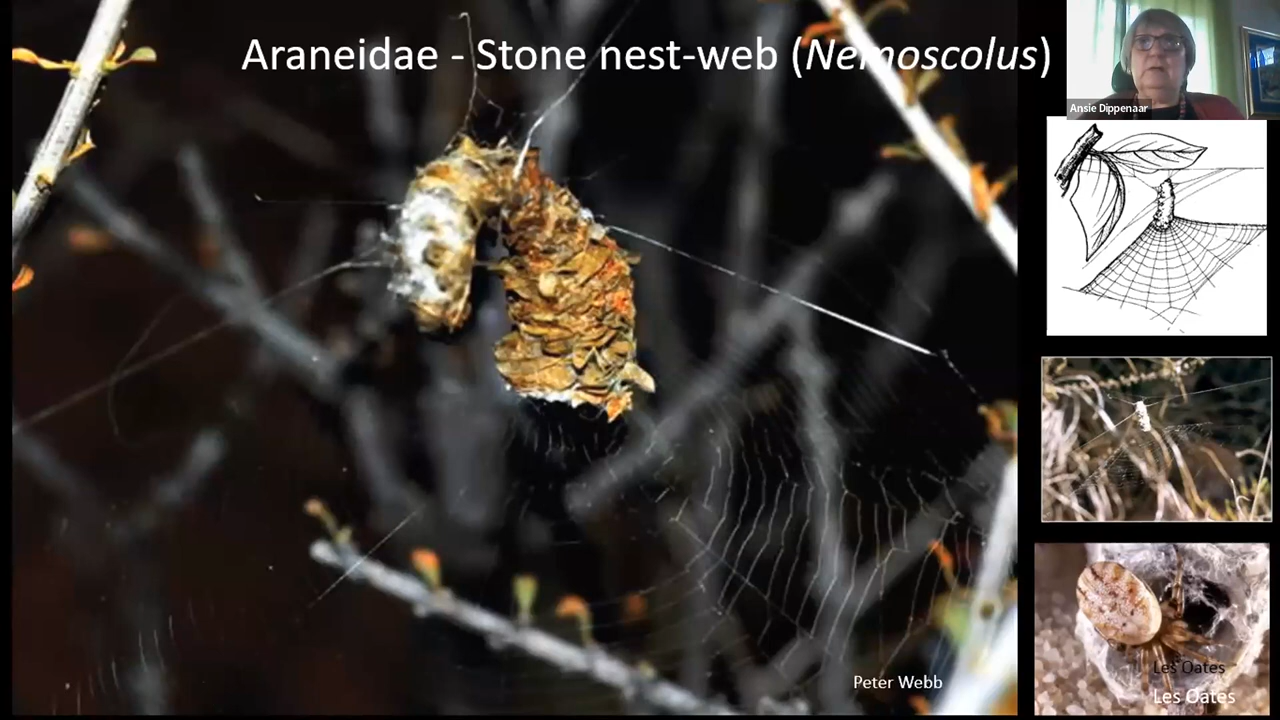 Araneidae - Stone nest-web (Nemoscolus)
Ansie Dippenaar
Peter Webb
Les Oates
Les Oates